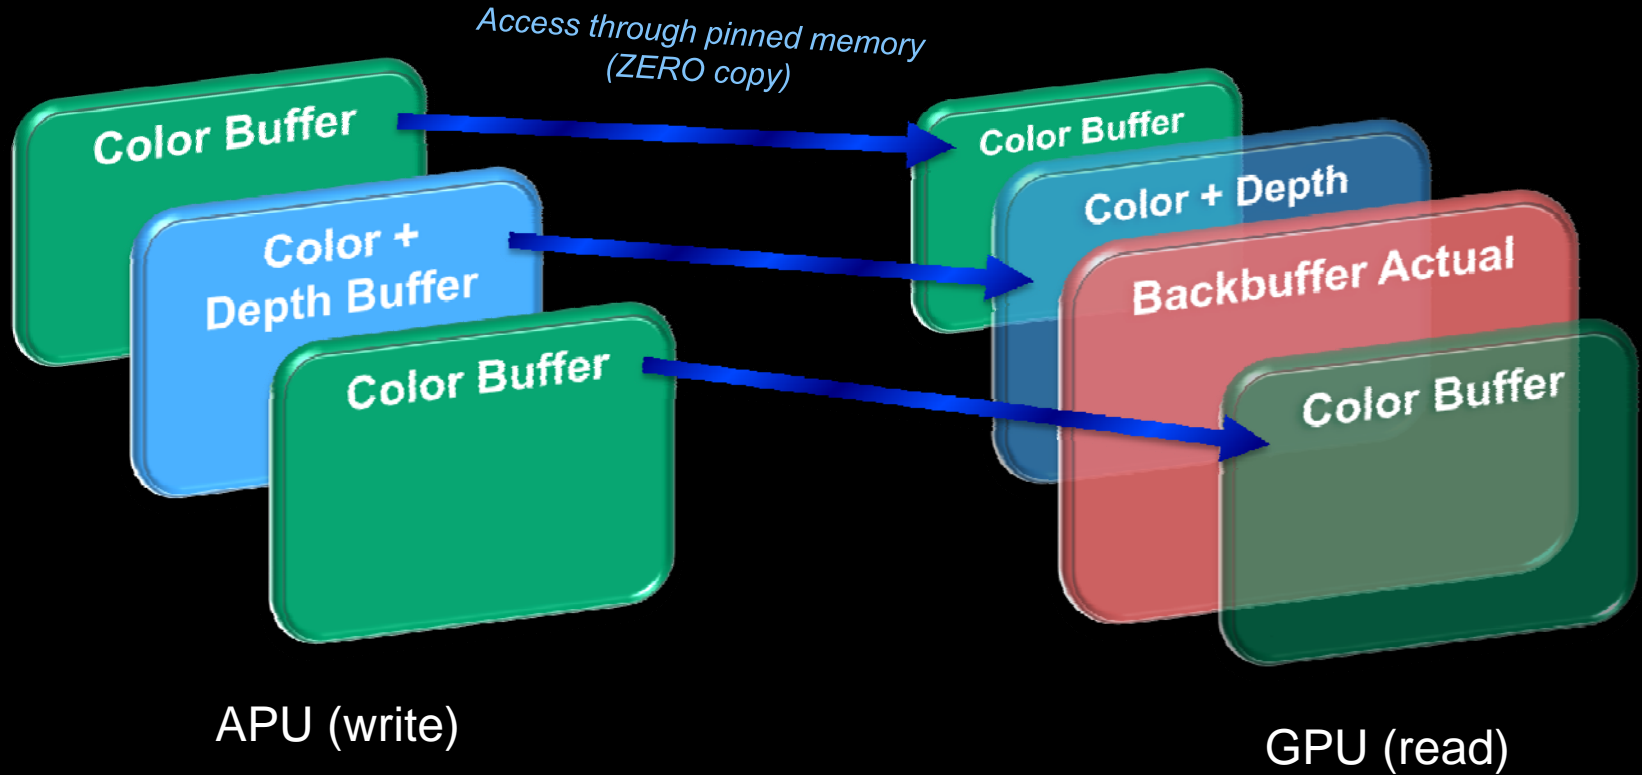 Access through pinned memory
(ZERO copy)
Color Buffer
Color +
Depth Buffer
Color Buffer
Color Buffer
Color + Depth
Backbuffer Actual
Color Buffer
APU (write)
GPU (read)